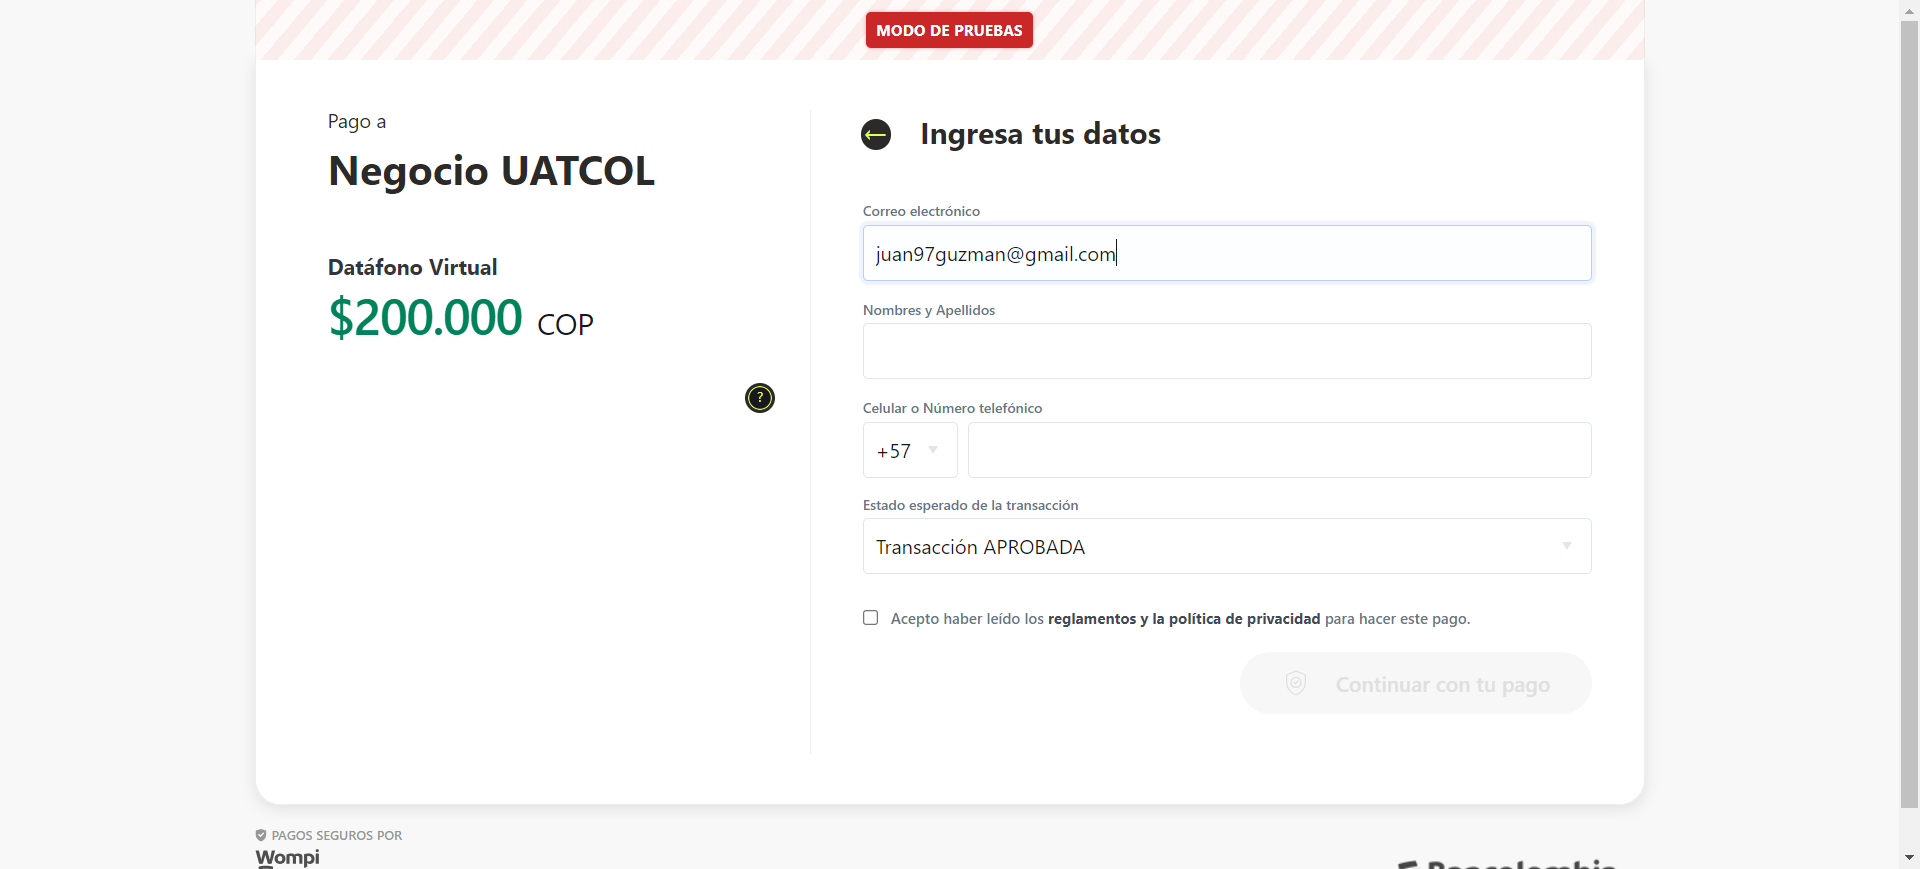 MODO DE PRUEBAS
Pago a
Negocio UATCOL
Datáfono Virtual
$200.000 COP
?
Ingresa tus datos
Correo electrónico
juan97guzman@gmail.com
Nombres y Apellidos
Celular o Número telefónico
+57
Estado esperado de la transacción
Transacción APROBADA
Acepto haber leído los reglamentos y la política de privacidad para hacer este pago.
Continuar con tu pago
PAGOS SEGUROS POR
Wompi